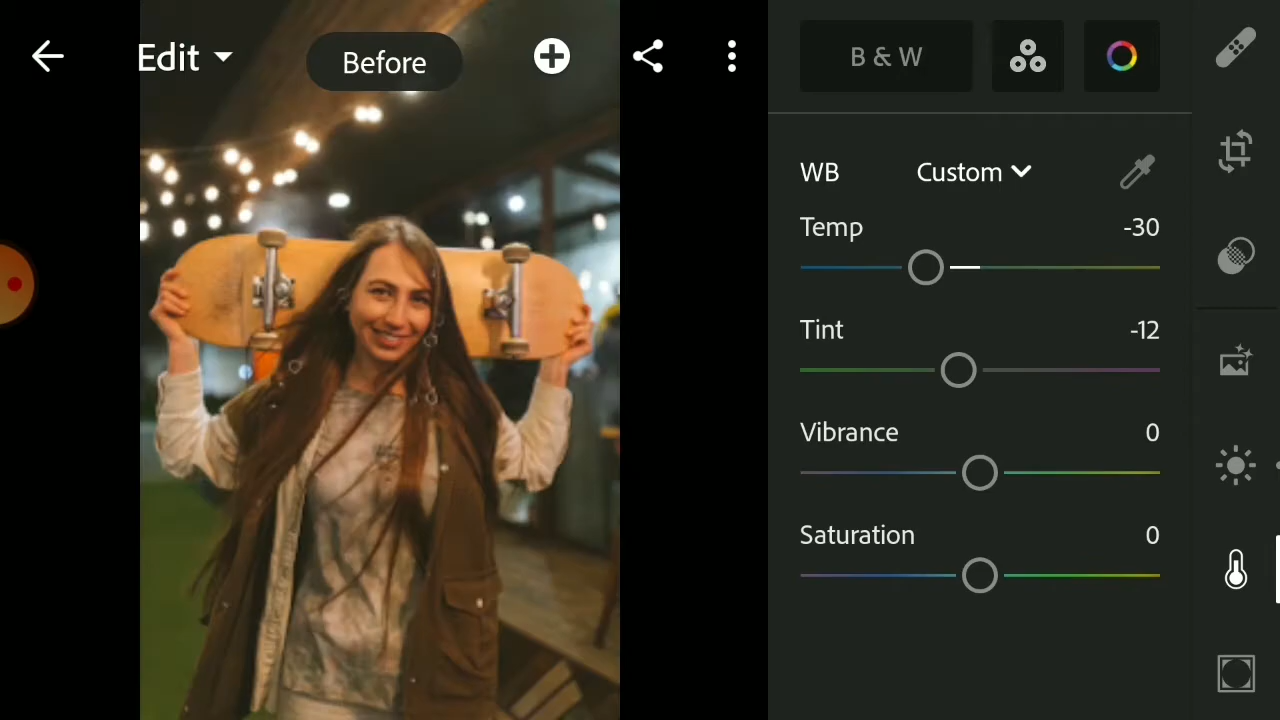 Edit
Before
B & W
WB
Custom
Temp
-30
Tint
-12
Vibrance
0
Saturation
0